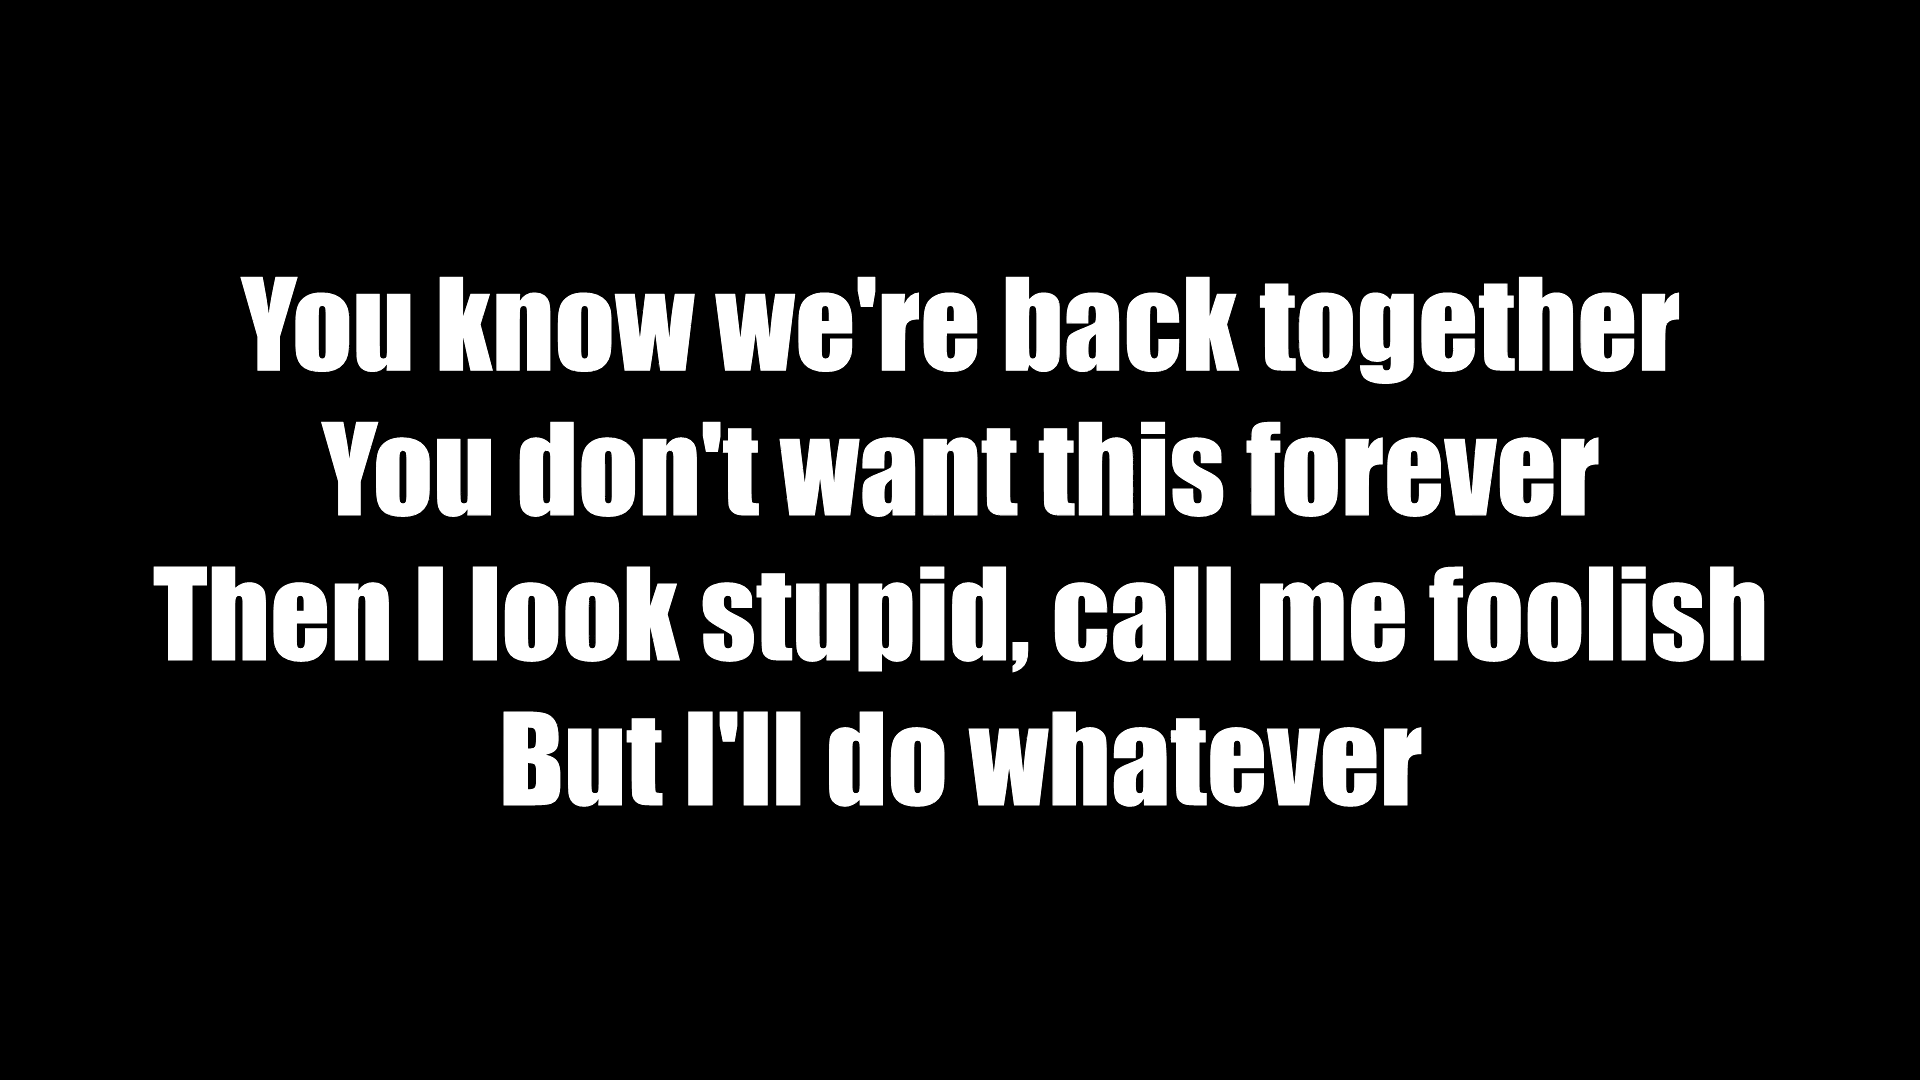 You know we're back together
You don't want this forever
Then I look stupid, call me foolish
But I'll do whatever